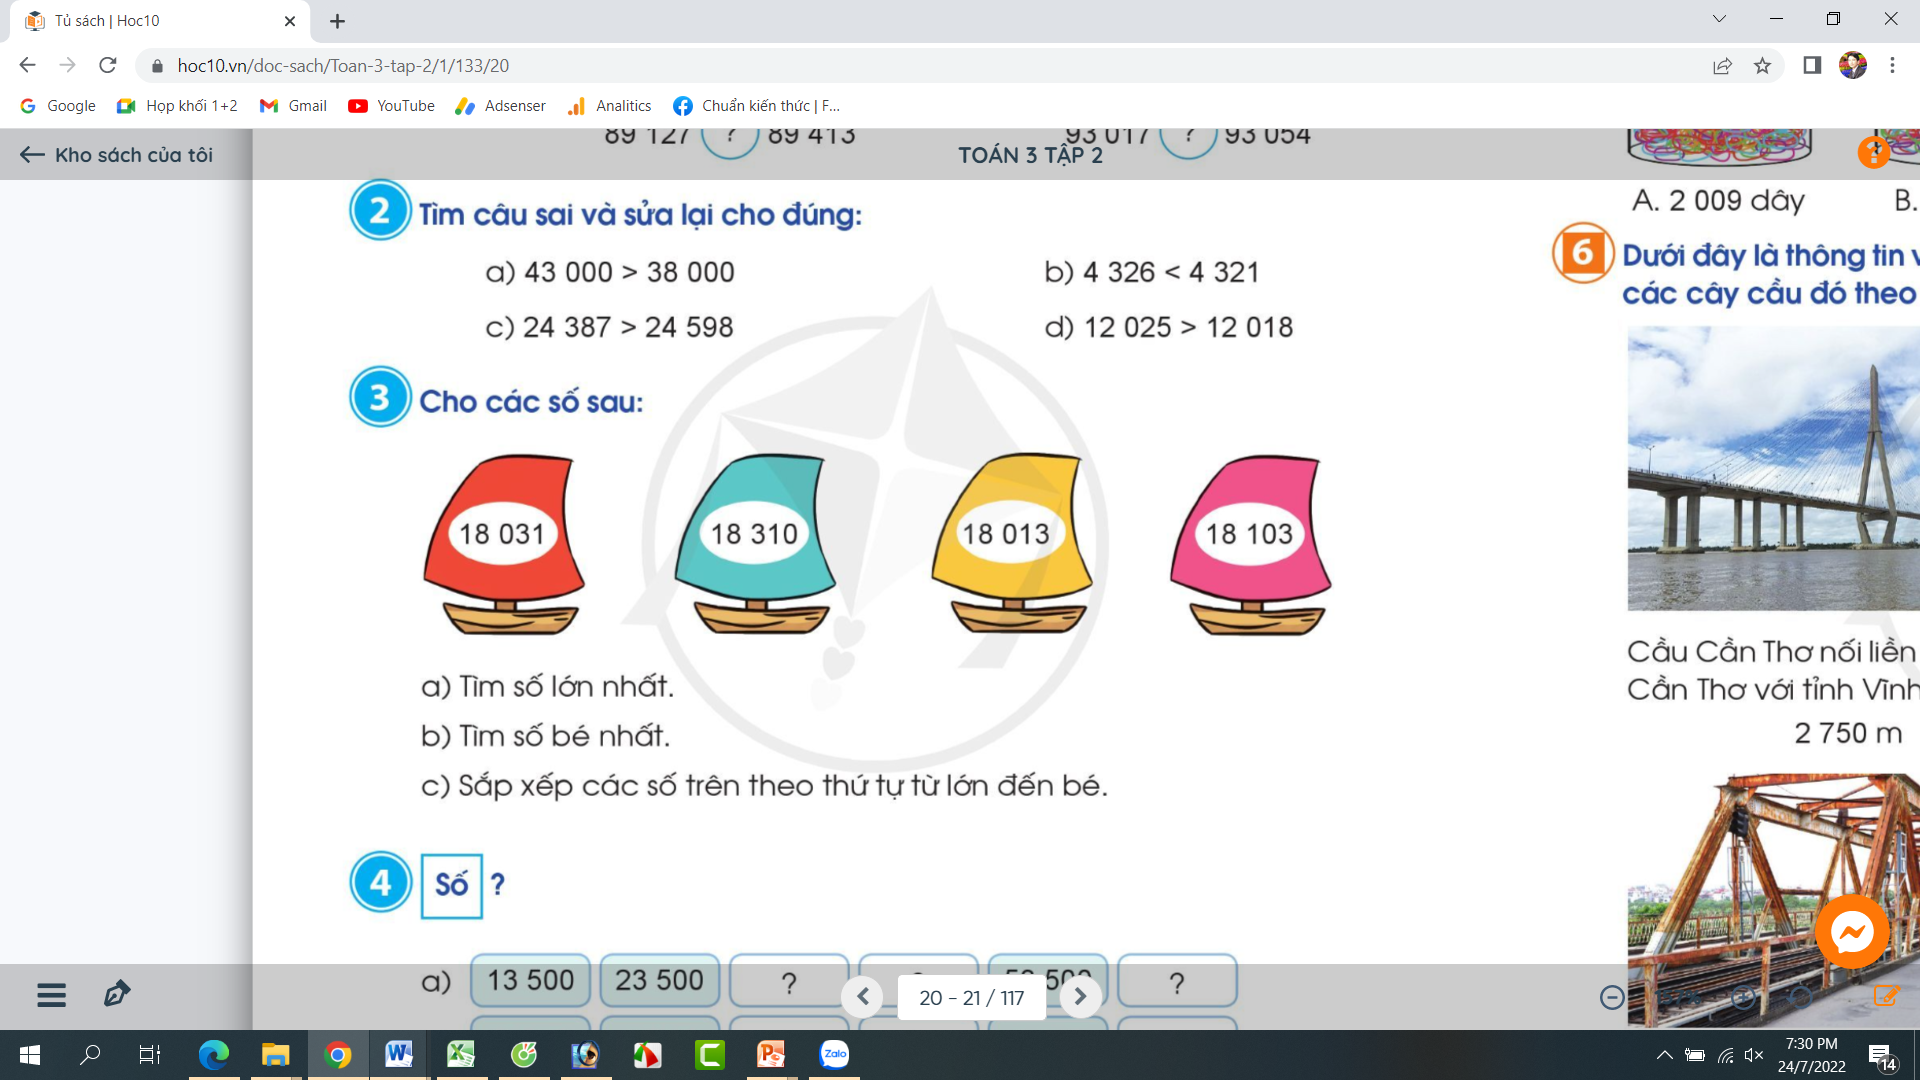 Tủ sách | Hoc10
hoc10.vn/doc-sach/Toan-3-tap-2/1/133/20
Google Họp khối 1+2 Gmail YouTube Adsenser Analitics Chuẩn kiến thức | F...
89 127 ? 89 413 93 017 ? 93 054
Kho sách của tôi TOÁN 3 TẬP 2 ?
2 Tìm câu sai và sửa lại cho đúng:
a) 43 000 > 38 000 b) 4 326 < 4 321
c) 24 387 > 24 598 d) 12 025 > 12 018
3 Cho các số sau:
18 031 18 310 18 013 18 103
a) Tìm số lớn nhất.
b) Tìm số bé nhất.
c) Sắp xếp các số trên theo thứ tự từ lớn đến bé.
4 Số ?
a) 13 500 23 500 ? ?
20 - 21 / 117
A. 2 009 dây B.
6 Dưới đây là thông tin v
các cây cầu đó theo
Cầu Cần Thơ nối liền
Cần Thơ với tỉnh Vĩnh
2 750 m
Zalo
7:30 PM
24/7/2022
14